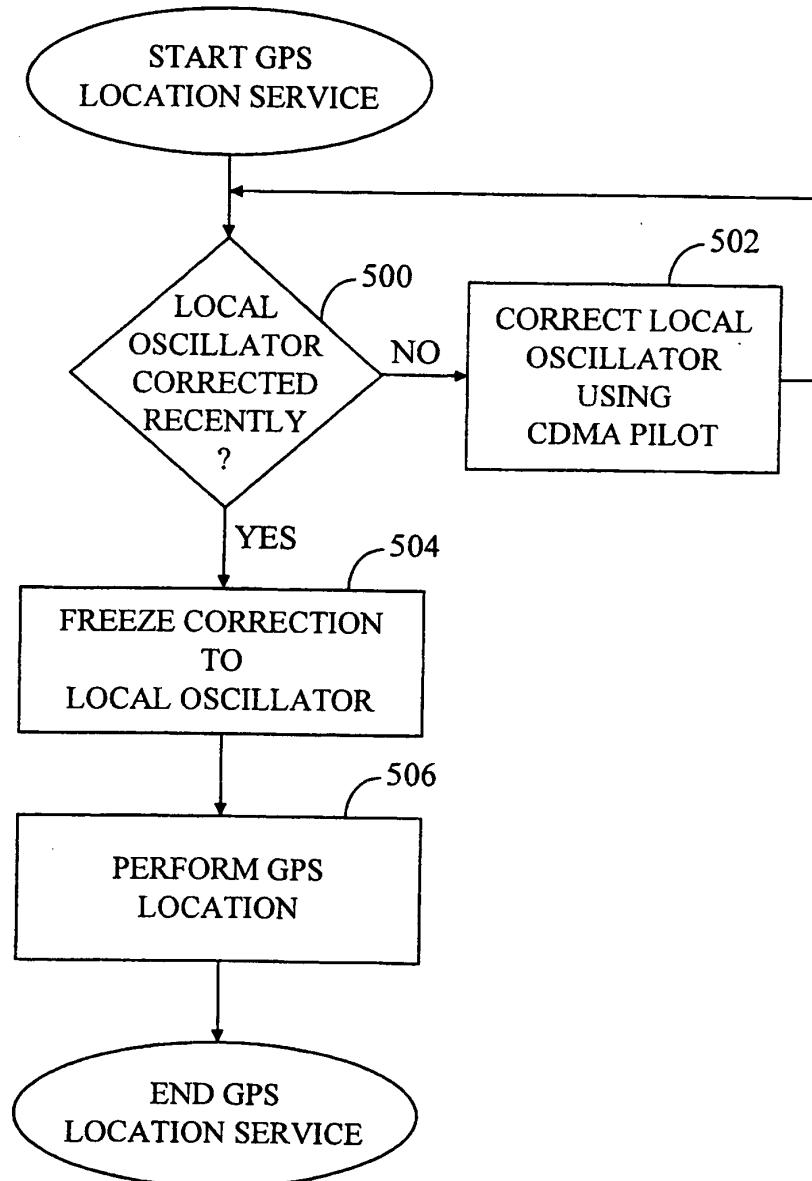 START GPS
LOCATION SERVICE
500
LOCAL
OSCILLATOR
CORRECTED
RECENTLY
?
NO
502
CORRECT LOCAL
OSCILLATOR
USING
CDMA PILOT
YES
504
FREEZE CORRECTION
TO
LOCAL OSCILLATOR
506
PERFORM GPS
LOCATION
END GPS
LOCATION SERVICE